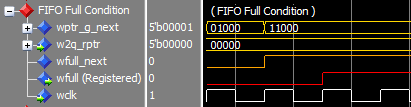 FIFO Full Condition ( FIFO Full Condition )
wptr_g_next 5'b00001 01000 11000
w2q_rptr 5'b00000 00000
wfull_next 0
wfull (Registered) 0
wclk 1